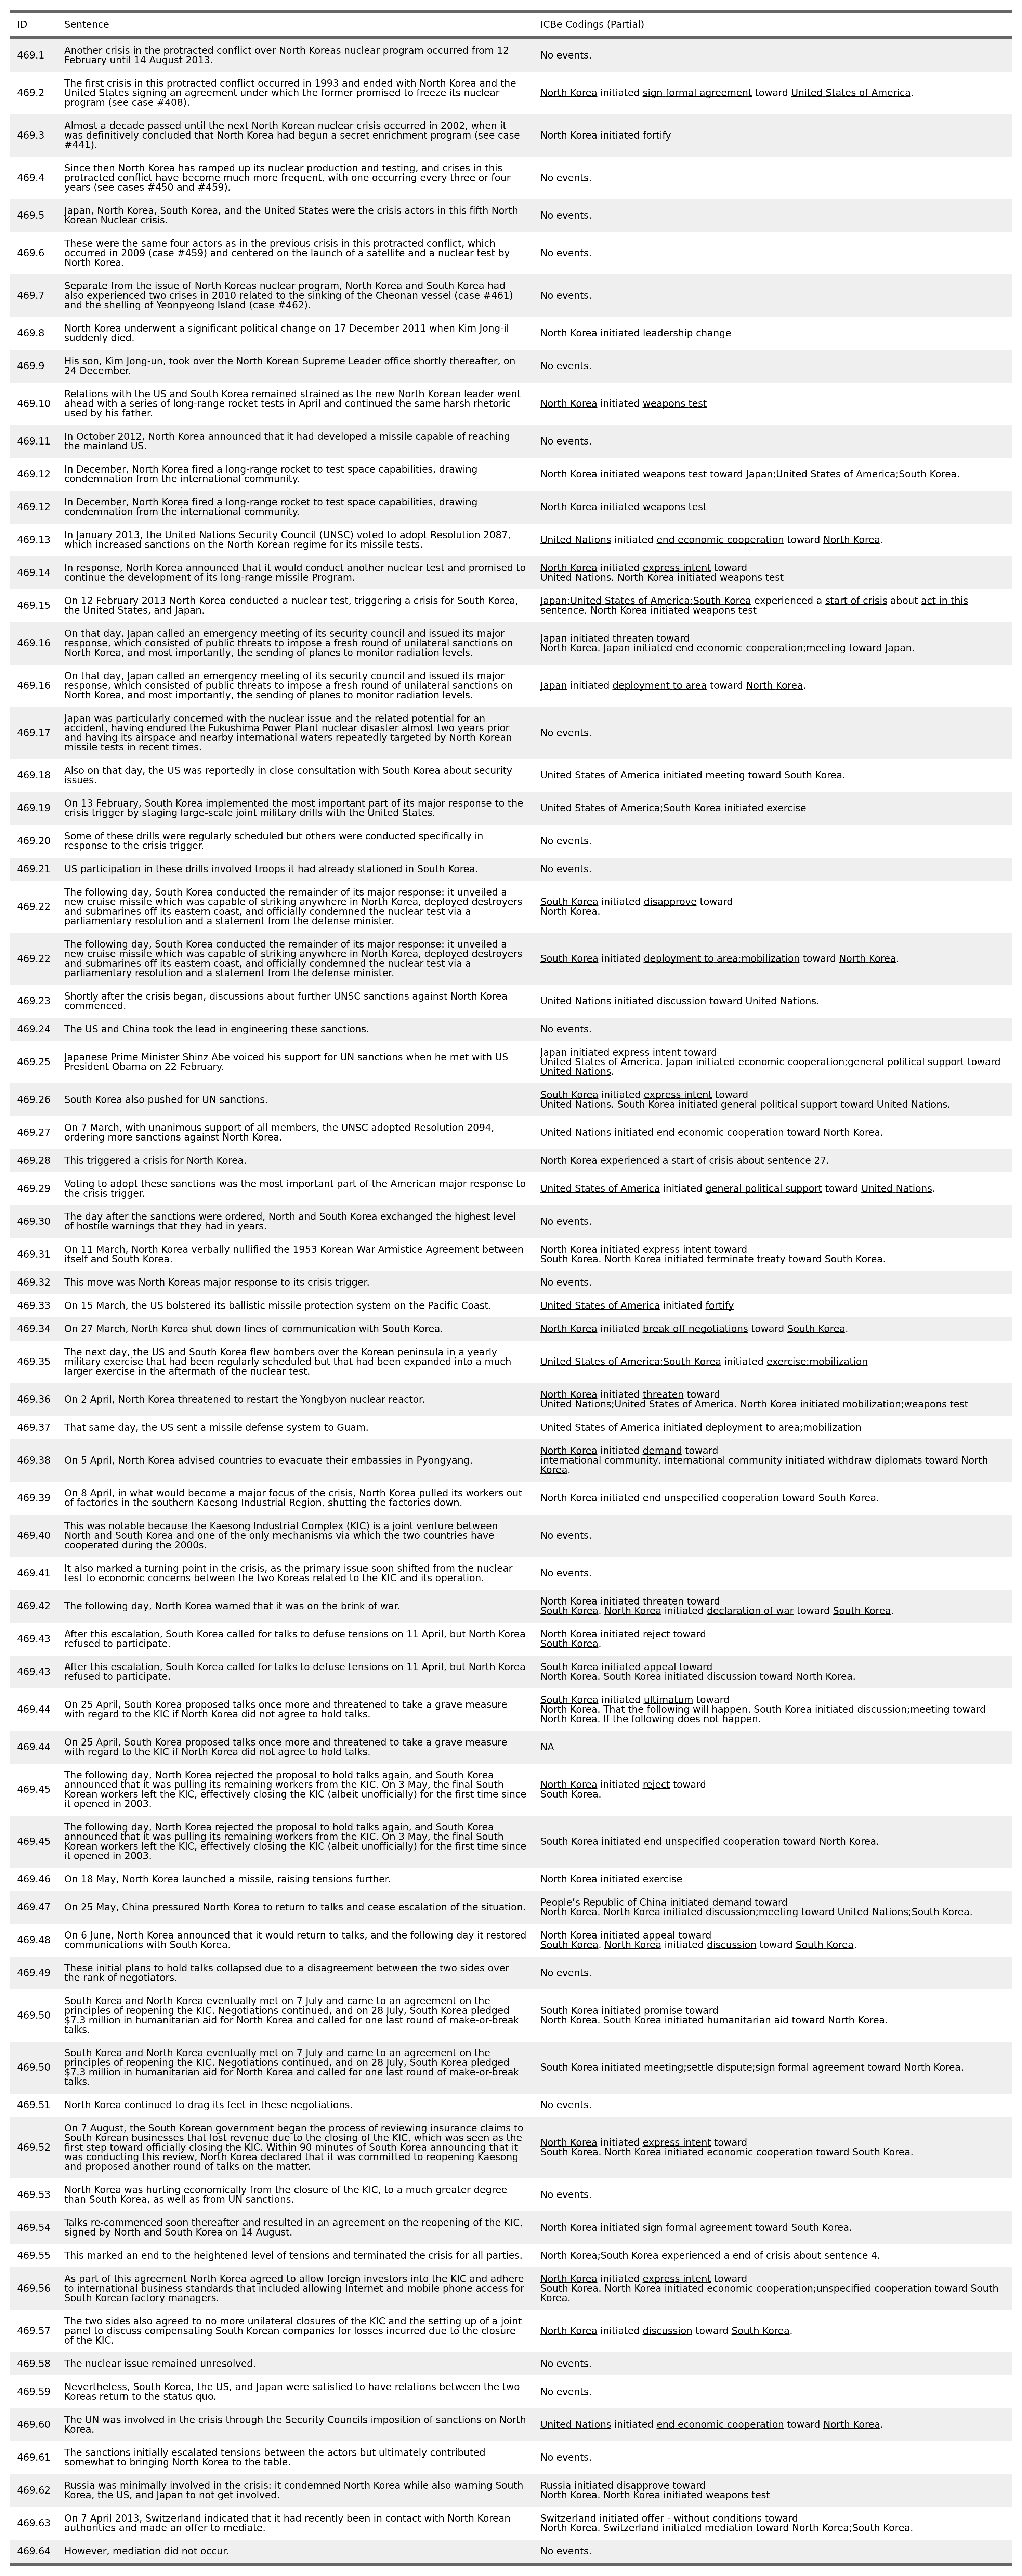 ID Sentence ICBe Codings (Partial)
469.1 Another crisis in the protracted conflict over North Koreas nuclear program occurred from 12
February until 14 August 2013. No events.
469.2 The first crisis in this protracted conflict occurred in 1993 and ended with North Korea and the
United States signing an agreement under which the former promised to freeze its nuclear
program (see case #408). North Korea initiated sign formal agreement toward United States of America.
469.3 Almost a decade passed until the next North Korean nuclear crisis occurred in 2002, when it
was definitively concluded that North Korea had begun a secret enrichment program (see case
#441). North Korea initiated fortify
469.4 Since then North Korea has ramped up its nuclear production and testing, and crises in this
protracted conflict have become much more frequent, with one occurring every three or four
years (see cases #450 and #459). No events.
469.5 Japan, North Korea, South Korea, and the United States were the crisis actors in this fifth North
Korean Nuclear crisis. No events.
469.6 These were the same four actors as in the previous crisis in this protracted conflict, which
occurred in 2009 (case #459) and centered on the launch of a satellite and a nuclear test by
North Korea. No events.
469.7 Separate from the issue of North Koreas nuclear program, North Korea and South Korea had
also experienced two crises in 2010 related to the sinking of the Cheonan vessel (case #461)
and the shelling of Yeonpyeong Island (case #462). No events.
469.8 North Korea underwent a significant political change on 17 December 2011 when Kim Jong-il
suddenly died. North Korea initiated leadership change
469.9 His son, Kim Jong-un, took over the North Korean Supreme Leader office shortly thereafter, on
24 December. No events.
469.10 Relations with the US and South Korea remained strained as the new North Korean leader went
ahead with a series of long-range rocket tests in April and continued the same harsh rhetoric
used by his father. North Korea initiated weapons test
469.11 In October 2012, North Korea announced that it had developed a missile capable of reaching
the mainland US. No events.
469.12 In December, North Korea fired a long-range rocket to test space capabilities, drawing
condemnation from the international community. North Korea initiated weapons test toward Japan;United States of America;South Korea.
469.12 In December, North Korea fired a long-range rocket to test space capabilities, drawing
condemnation from the international community. North Korea initiated weapons test
469.13 In January 2013, the United Nations Security Council (UNSC) voted to adopt Resolution 2087,
which increased sanctions on the North Korean regime for its missile tests. United Nations initiated end economic cooperation toward North Korea.
469.14 In response, North Korea announced that it would conduct another nuclear test and promised to
continue the development of its long-range missile Program. North Korea initiated express intent toward
United Nations. North Korea initiated weapons test
469.15 On 12 February 2013 North Korea conducted a nuclear test, triggering a crisis for South Korea,
the United States, and Japan. Japan;United States of America;South Korea experienced a start of crisis about act in this
sentence. North Korea initiated weapons test
469.16 On that day, Japan called an emergency meeting of its security council and issued its major
response, which consisted of public threats to impose a fresh round of unilateral sanctions on
North Korea, and most importantly, the sending of planes to monitor radiation levels. Japan initiated threaten toward
North Korea. Japan initiated end economic cooperation;meeting toward Japan.
469.16 On that day, Japan called an emergency meeting of its security council and issued its major
response, which consisted of public threats to impose a fresh round of unilateral sanctions on
North Korea, and most importantly, the sending of planes to monitor radiation levels. Japan initiated deployment to area toward North Korea.
469.17 Japan was particularly concerned with the nuclear issue and the related potential for an
accident, having endured the Fukushima Power Plant nuclear disaster almost two years prior
and having its airspace and nearby international waters repeatedly targeted by North Korean
missile tests in recent times. No events.
469.18 Also on that day, the US was reportedly in close consultation with South Korea about security
issues. United States of America initiated meeting toward South Korea.
469.19 On 13 February, South Korea implemented the most important part of its major response to the
crisis trigger by staging large-scale joint military drills with the United States. United States of America;South Korea initiated exercise
469.20 Some of these drills were regularly scheduled but others were conducted specifically in
response to the crisis trigger. No events.
469.21 US participation in these drills involved troops it had already stationed in South Korea. No events.
469.22 The following day, South Korea conducted the remainder of its major response: it unveiled a
new cruise missile which was capable of striking anywhere in North Korea, deployed destroyers
and submarines off its eastern coast, and officially condemned the nuclear test via a
parliamentary resolution and a statement from the defense minister. South Korea initiated disapprove toward
North Korea.
469.22 The following day, South Korea conducted the remainder of its major response: it unveiled a
new cruise missile which was capable of striking anywhere in North Korea, deployed destroyers
and submarines off its eastern coast, and officially condemned the nuclear test via a
parliamentary resolution and a statement from the defense minister. South Korea initiated deployment to area;mobilization toward North Korea.
469.23 Shortly after the crisis began, discussions about further UNSC sanctions against North Korea
commenced. United Nations initiated discussion toward United Nations.
469.24 The US and China took the lead in engineering these sanctions. No events.
469.25 Japanese Prime Minister Shinz Abe voiced his support for UN sanctions when he met with US
President Obama on 22 February. Japan initiated express intent toward
United States of America. Japan initiated economic cooperation;general political support toward
United Nations.
469.26 South Korea also pushed for UN sanctions. South Korea initiated express intent toward
United Nations. South Korea initiated general political support toward United Nations.
469.27 On 7 March, with unanimous support of all members, the UNSC adopted Resolution 2094,
ordering more sanctions against North Korea. United Nations initiated end economic cooperation toward North Korea.
469.28 This triggered a crisis for North Korea. North Korea experienced a start of crisis about sentence 27.
469.29 Voting to adopt these sanctions was the most important part of the American major response to
the crisis trigger. United States of America initiated general political support toward United Nations.
469.30 The day after the sanctions were ordered, North and South Korea exchanged the highest level
of hostile warnings that they had in years. No events.
469.31 On 11 March, North Korea verbally nullified the 1953 Korean War Armistice Agreement between
itself and South Korea. North Korea initiated express intent toward
South Korea. North Korea initiated terminate treaty toward South Korea.
469.32 This move was North Koreas major response to its crisis trigger. No events.
469.33 On 15 March, the US bolstered its ballistic missile protection system on the Pacific Coast. United States of America initiated fortify
469.34 On 27 March, North Korea shut down lines of communication with South Korea. North Korea initiated break off negotiations toward South Korea.
469.35 The next day, the US and South Korea flew bombers over the Korean peninsula in a yearly
military exercise that had been regularly scheduled but that had been expanded into a much
larger exercise in the aftermath of the nuclear test. United States of America;South Korea initiated exercise;mobilization
469.36 On 2 April, North Korea threatened to restart the Yongbyon nuclear reactor. North Korea initiated threaten toward
United Nations;United States of America. North Korea initiated mobilization;weapons test
469.37 That same day, the US sent a missile defense system to Guam. United States of America initiated deployment to area;mobilization
469.38 On 5 April, North Korea advised countries to evacuate their embassies in Pyongyang. North Korea initiated demand toward
international community. international community initiated withdraw diplomats toward North
Korea.
469.39 On 8 April, in what would become a major focus of the crisis, North Korea pulled its workers out
of factories in the southern Kaesong Industrial Region, shutting the factories down. North Korea initiated end unspecified cooperation toward South Korea.
469.40 This was notable because the Kaesong Industrial Complex (KIC) is a joint venture between
North and South Korea and one of the only mechanisms via which the two countries have
cooperated during the 2000s. No events.
469.41 It also marked a turning point in the crisis, as the primary issue soon shifted from the nuclear
test to economic concerns between the two Koreas related to the KIC and its operation. No events.
469.42 The following day, North Korea warned that it was on the brink of war. North Korea initiated threaten toward
South Korea. North Korea initiated declaration of war toward South Korea.
469.43 After this escalation, South Korea called for talks to defuse tensions on 11 April, but North Korea
refused to participate. North Korea initiated reject toward
South Korea.
469.43 After this escalation, South Korea called for talks to defuse tensions on 11 April, but North Korea
refused to participate. South Korea initiated appeal toward
North Korea. South Korea initiated discussion toward North Korea.
469.44 On 25 April, South Korea proposed talks once more and threatened to take a grave measure
with regard to the KIC if North Korea did not agree to hold talks. South Korea initiated ultimatum toward
North Korea. That the following will happen. South Korea initiated discussion;meeting toward
North Korea. If the following does not happen.
469.44 On 25 April, South Korea proposed talks once more and threatened to take a grave measure
with regard to the KIC if North Korea did not agree to hold talks. NA
469.45 The following day, North Korea rejected the proposal to hold talks again, and South Korea
announced that it was pulling its remaining workers from the KIC. On 3 May, the final South
Korean workers left the KIC, effectively closing the KIC (albeit unofficially) for the first time since
it opened in 2003. North Korea initiated reject toward
South Korea.
469.45 The following day, North Korea rejected the proposal to hold talks again, and South Korea
announced that it was pulling its remaining workers from the KIC. On 3 May, the final South
Korean workers left the KIC, effectively closing the KIC (albeit unofficially) for the first time since
it opened in 2003. South Korea initiated end unspecified cooperation toward North Korea.
469.46 On 18 May, North Korea launched a missile, raising tensions further. North Korea initiated exercise
469.47 On 25 May, China pressured North Korea to return to talks and cease escalation of the situation. People's Republic of China initiated demand toward
North Korea. North Korea initiated discussion;meeting toward United Nations;South Korea.
469.48 On 6 June, North Korea announced that it would return to talks, and the following day it restored
communications with South Korea. North Korea initiated appeal toward
South Korea. North Korea initiated discussion toward South Korea.
469.49 These initial plans to hold talks collapsed due to a disagreement between the two sides over
the rank of negotiators. No events.
469.50 South Korea and North Korea eventually met on 7 July and came to an agreement on the
principles of reopening the KIC. Negotiations continued, and on 28 July, South Korea pledged
$7.3 million in humanitarian aid for North Korea and called for one last round of make-or-break
talks. South Korea initiated promise toward
North Korea. South Korea initiated humanitarian aid toward North Korea.
469.50 South Korea and North Korea eventually met on 7 July and came to an agreement on the
principles of reopening the KIC. Negotiations continued, and on 28 July, South Korea pledged
$7.3 million in humanitarian aid for North Korea and called for one last round of make-or-break
talks. South Korea initiated meeting;settle dispute;sign formal agreement toward North Korea.
469.51 North Korea continued to drag its feet in these negotiations. No events.
469.52 On 7 August, the South Korean government began the process of reviewing insurance claims to
South Korean businesses that lost revenue due to the closing of the KIC, which was seen as the
first step toward officially closing the KIC. Within 90 minutes of South Korea announcing that it
was conducting this review, North Korea declared that it was committed to reopening Kaesong
and proposed another round of talks on the matter. North Korea initiated express intent toward
South Korea. North Korea initiated economic cooperation toward South Korea.
469.53 North Korea was hurting economically from the closure of the KIC, to a much greater degree
than South Korea, as well as from UN sanctions. No events.
469.54 Talks re-commenced soon thereafter and resulted in an agreement on the reopening of the KIC,
signed by North and South Korea on 14 August. North Korea initiated sign formal agreement toward South Korea.
469.55 This marked an end to the heightened level of tensions and terminated the crisis for all parties. North Korea;South Korea experienced a end of crisis about sentence 4.
469.56 As part of this agreement North Korea agreed to allow foreign investors into the KIC and adhere
to international business standards that included allowing Internet and mobile phone access for
South Korean factory managers. North Korea initiated express intent toward
South Korea. North Korea initiated economic cooperation;unspecified cooperation toward South
Korea.
469.57 The two sides also agreed to no more unilateral closures of the KIC and the setting up of a joint
panel to discuss compensating South Korean companies for losses incurred due to the closure
of the KIC. North Korea initiated discussion toward South Korea.
469.58 The nuclear issue remained unresolved. No events.
469.59 Nevertheless, South Korea, the US, and Japan were satisfied to have relations between the two
Koreas return to the status quo. No events.
469.60 The UN was involved in the crisis through the Security Councils imposition of sanctions on North
Korea. United Nations initiated end economic cooperation toward North Korea.
469.61 The sanctions initially escalated tensions between the actors but ultimately contributed
somewhat to bringing North Korea to the table. No events.
469.62 Russia was minimally involved in the crisis: it condemned North Korea while also warning South
Korea, the US, and Japan to not get involved. Russia initiated disapprove toward
North Korea. North Korea initiated weapons test
469.63 On 7 April 2013, Switzerland indicated that it had recently been in contact with North Korean
authorities and made an offer to mediate. Switzerland initiated offer - without conditions toward
North Korea. Switzerland initiated mediation toward North Korea;South Korea.
469.64 However, mediation did not occur. No events.